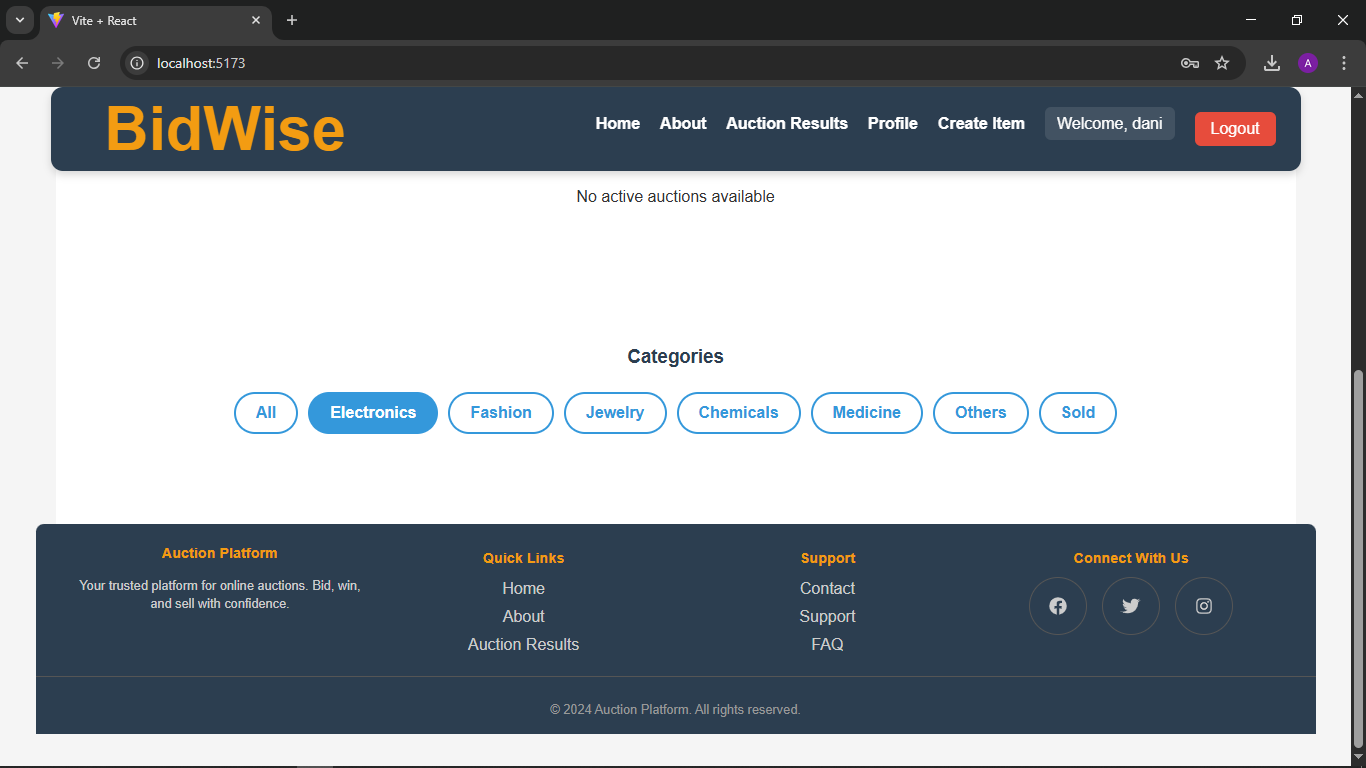 Vite + React
localhost:5173
A
BidWise
Home About Auction Results Profile Create Item Welcome, dani Logout
No active auctions available
Categories
All Electronics Fashion Jewelry Chemicals Medicine Others Sold
Auction Platform
Your trusted platform for online auctions. Bid, win,
and sell with confidence.
Quick Links
Home
About
Auction Results
Support
Contact
Support
FAQ
Connect With Us
© 2024 Auction Platform. All rights reserved.